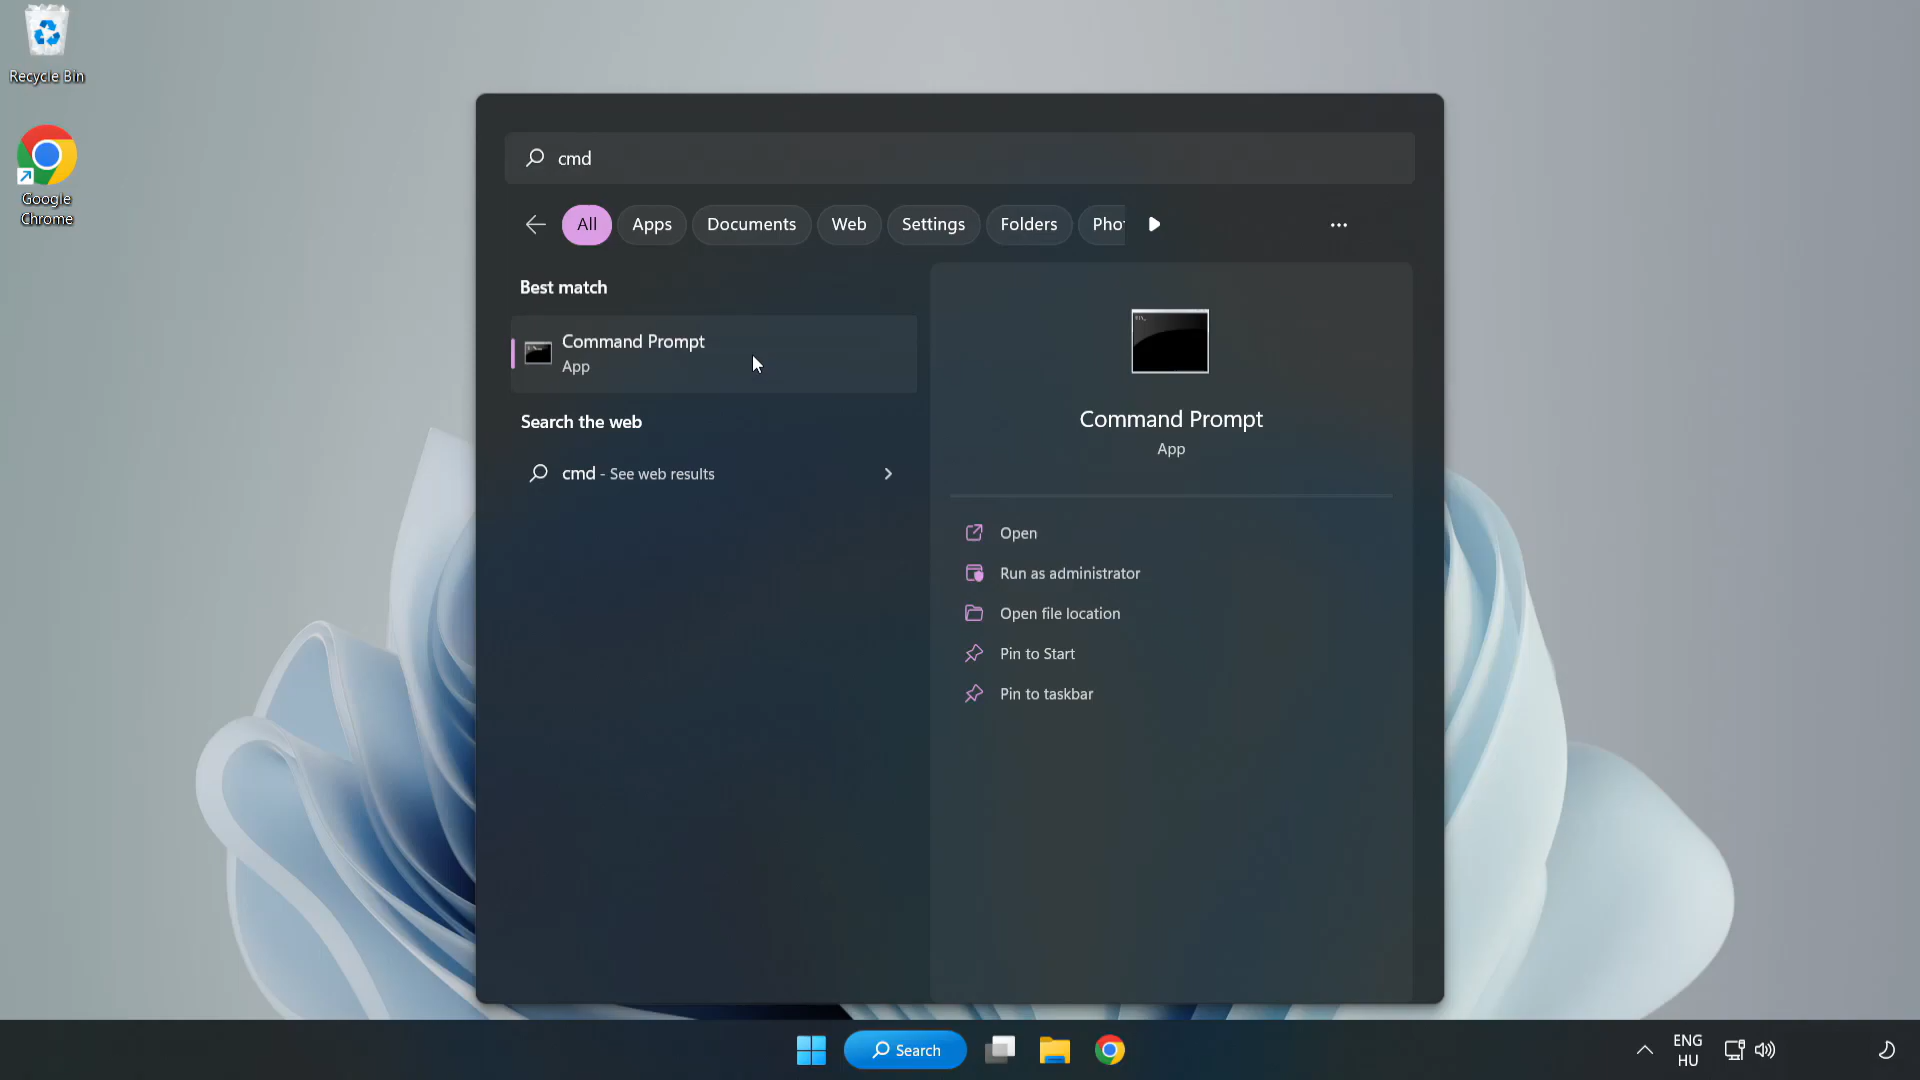 Recycle Bin
Google
Chrome
cmd
All
Apps
Documents
Web
Settings
Folders
Pho
Best match
Command Prompt
App
Search the web
cmd - See web results
Command Prompt
App
Open
Run as administrator
Open file location
Pin to Start
Pin to taskbar
Search
ENG
HU